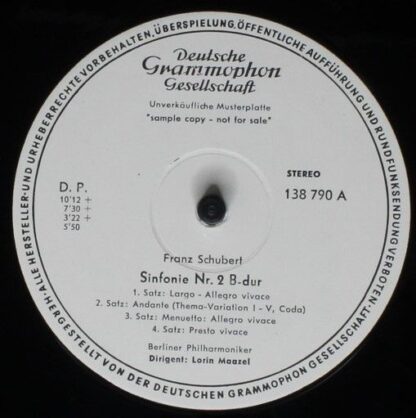 ALLE HERSTELLER- UND URHEBERRECHTE VORBEHALTEN, ÜBERSPIELUNG, ÖFFENTLICHE AUFFÜHRUNG UND RUNDFUNKSENDUNG VERBOTEN.
HERGESTELLT VON DER DEUTSCHEN GRAMMOPHON GESELLSCHAFT
Deutsche
Grammophon
Gesellschaft
Unverkäufliche Musterplatte
"sample copy - not for sale"
D. P.
10'12 +
7'30 +
3'22 +
5'50
STEREO
138 790 A
Franz Schubert
Sinfonie Nr. 2 B-dur
1. Satz: Largo - Allegro vivace
2. Satz: Andante (Thema-Variation I - V, Coda)
3. Satz: Menuetto: Allegro vivace
4. Satz: Presto vivace
Berliner Philharmoniker
Dirigent: Lorin Maazel